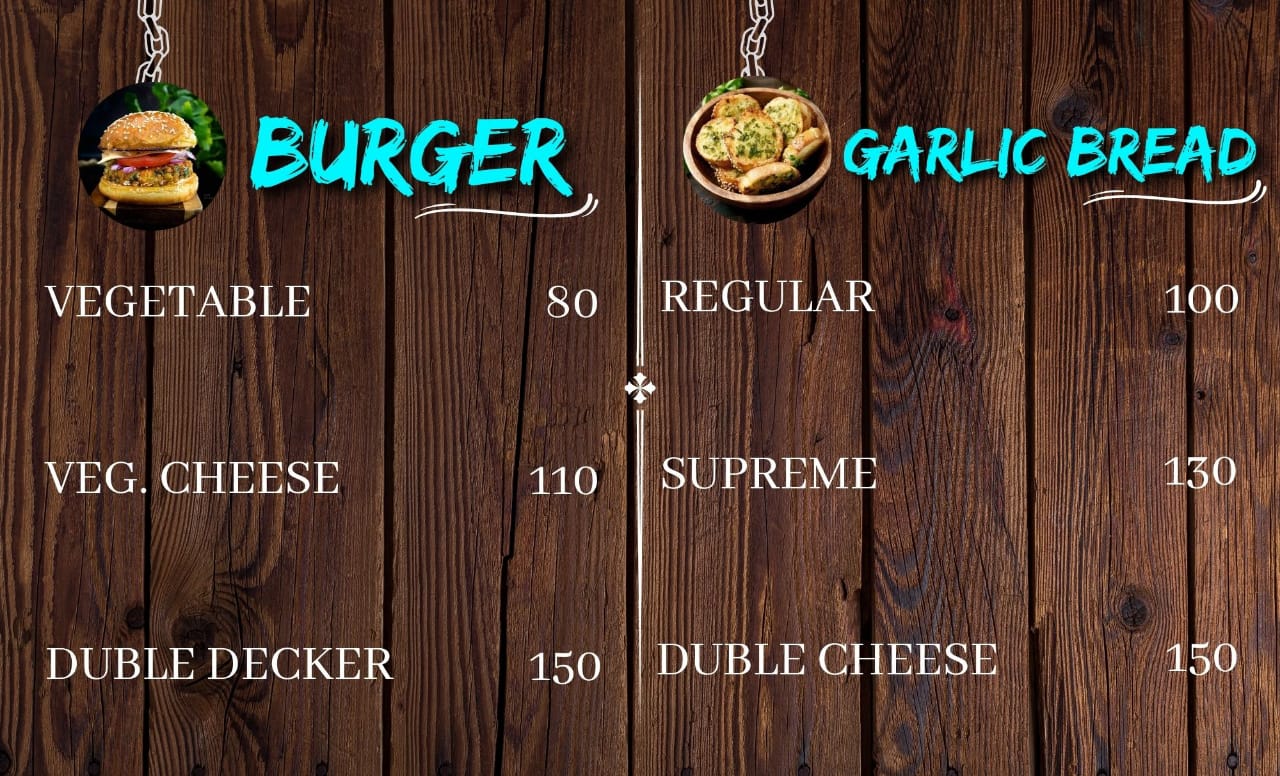 BURGER
VEGETABLE 80
VEG. CHEESE 110
DUBLE DECKER 150
GARLIC BREAD
REGULAR 100
SUPREME 130
DUBLE CHEESE 150